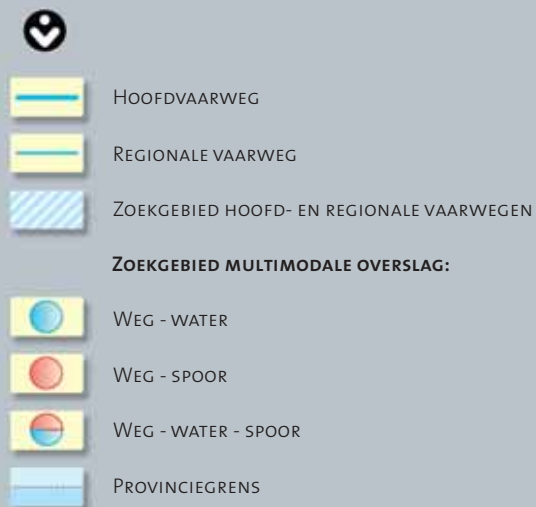 Hoofdvaarweg
Regionale vaarweg
Zoekgebied hoofd- en regionale vaarwegen
Zoekgebied multimodale overslag:
Weg - water
Weg - spoor
Weg - water - spoor
Provinciegrens